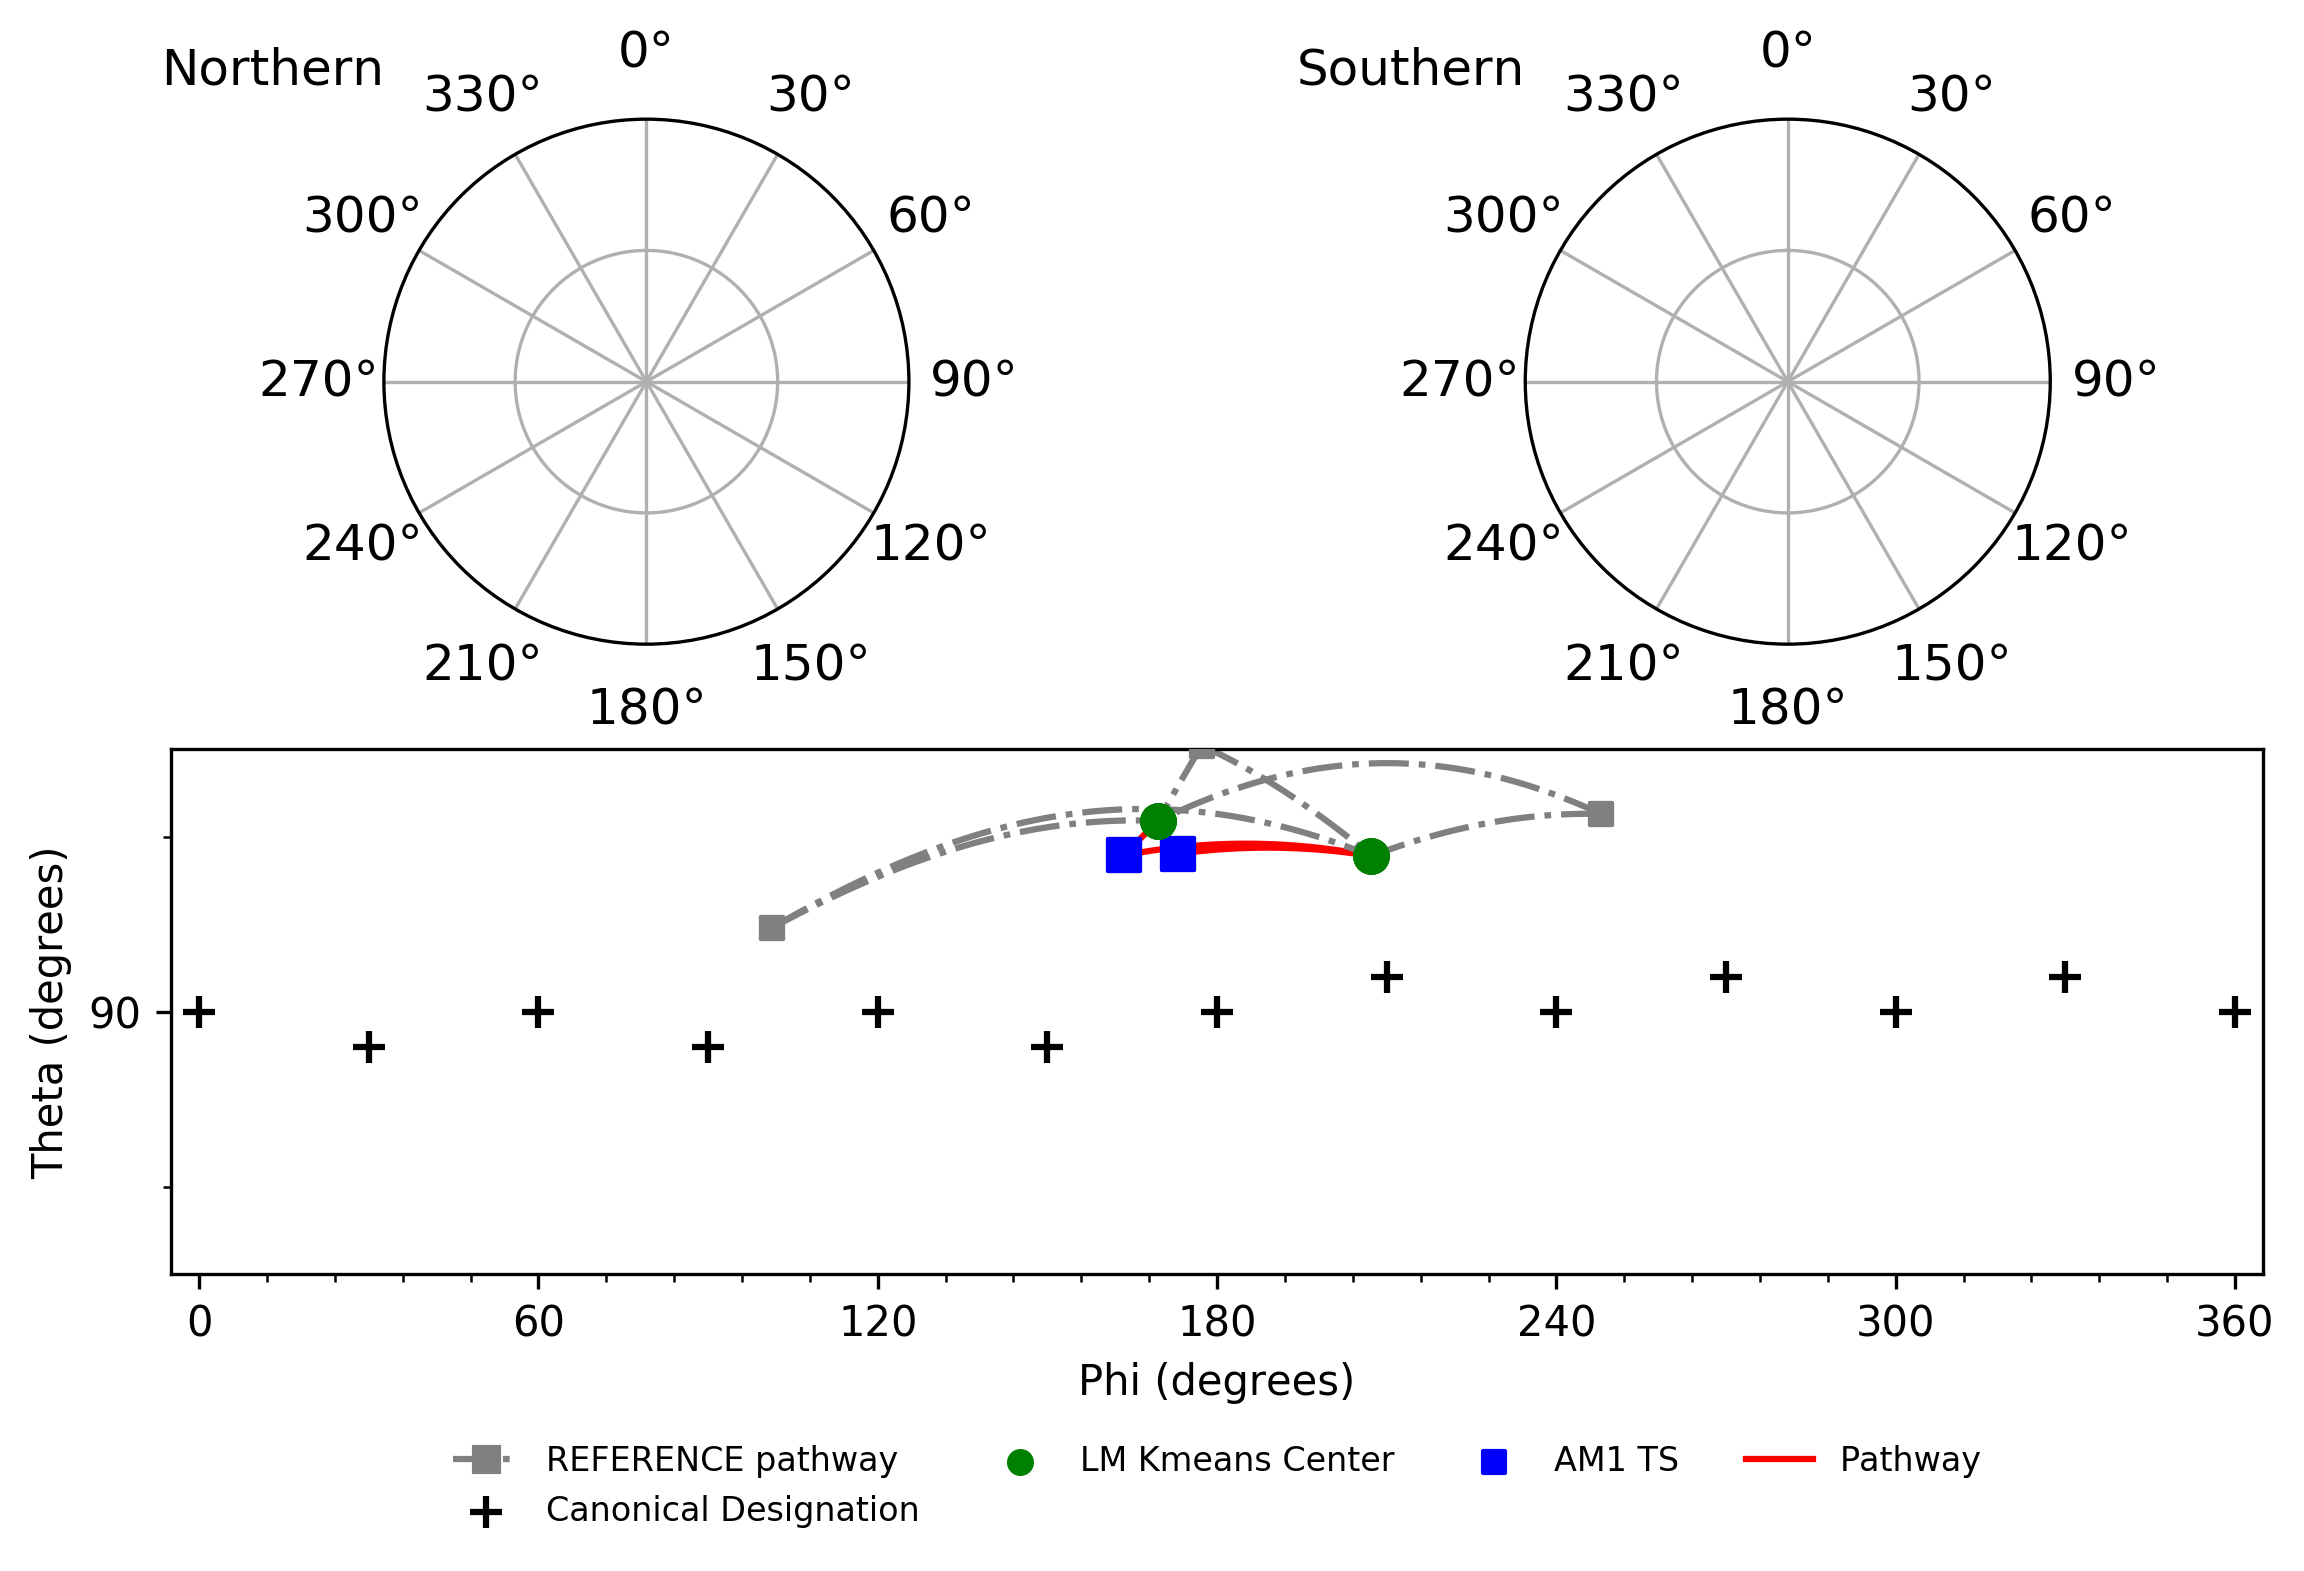 Northern
0°
30°
60°
90°
120°
150°
180°
210°
240°
270°
300°
330°
Southern
0°
30°
60°
90°
120°
150°
180°
210°
240°
270°
300°
330°
Theta (degrees)
90
0 60 120 180 240 300 360
Phi (degrees)
REFERENCE pathway
Canonical Designation
LM Kmeans Center
AM1 TS
Pathway